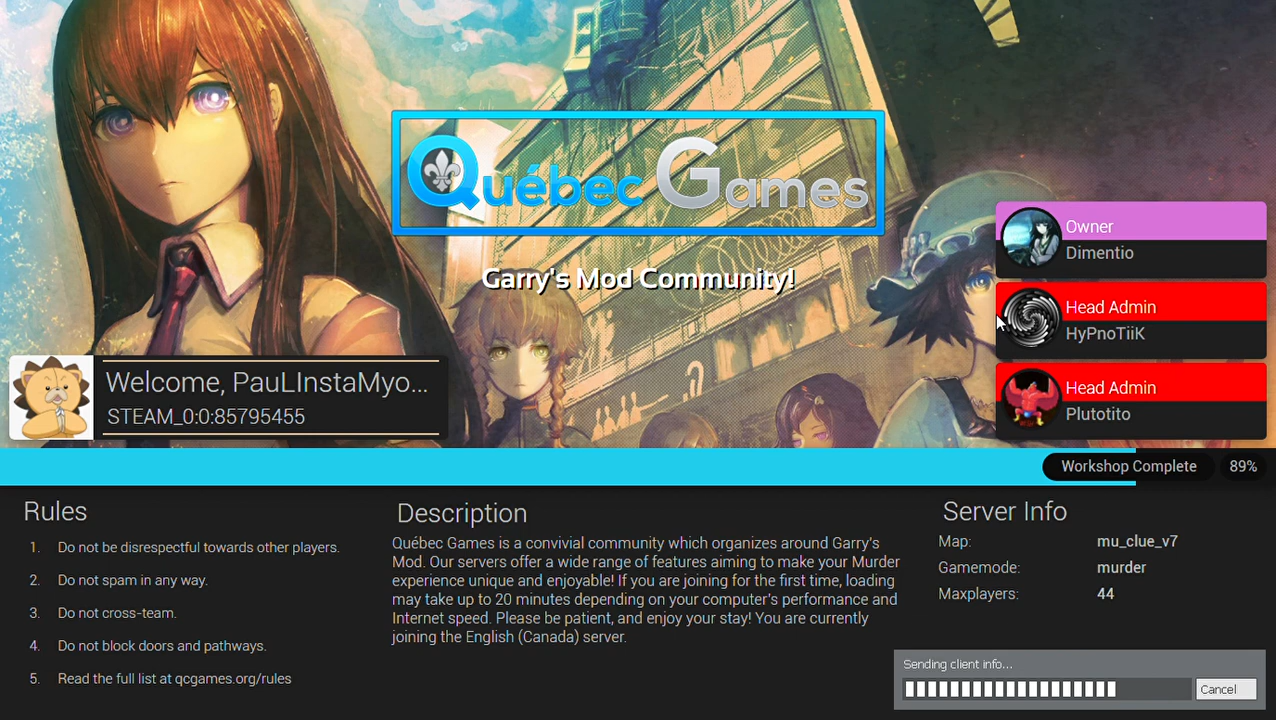 Québec Games
Garry's Mod Community!
Owner
Dimentio
Head Admin
HyPnoTiiK
Head Admin
Plutotito
Welcome, PauLInstaMyo...
STEAM_0:0:85795455
Workshop Complete 89%
Rules
1. Do not be disrespectful towards other players.
2. Do not spam in any way.
3. Do not cross-team.
4. Do not block doors and pathways.
5. Read the full list at qcgames.org/rules
Description
Québec Games is a convivial community which organizes around Garry's
Mod. Our servers offer a wide range of features aiming to make your Murder
experience unique and enjoyable! If you are joining for the first time, loading
may take up to 20 minutes depending on your computer's performance and
Internet speed. Please be patient, and enjoy your stay! You are currently
joining the English (Canada) server.
Server Info
Map: mu_clue_v7
Gamemode: murder
Maxplayers: 44
Sending client info...
Cancel